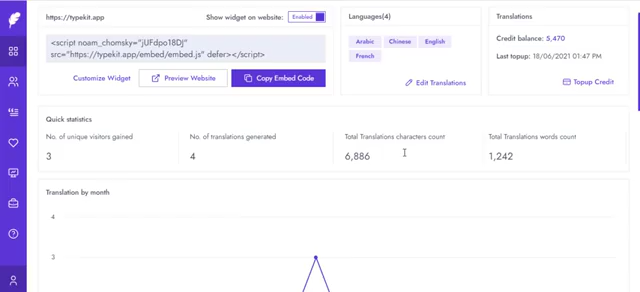 https://typekit.app
Show widget on website: Enabled
<script noam_chomsky="jUFdpo18DJ"
src="https://typekit.app/embed/embed.js" defer></script>
Customize Widget
Preview Website
Copy Embed Code
Languages(4)
Arabic Chinese English
French
Edit Translations
Translations
Credit balance: 5,470
Last topup: 18/06/2021 01:47 PM
Topup Credit
Quick statistics
No. of unique visitors gained
3
No. of translations generated
4
Total Translations characters count
6,886
Total Translations words count
1,242
Translation by month
4
3